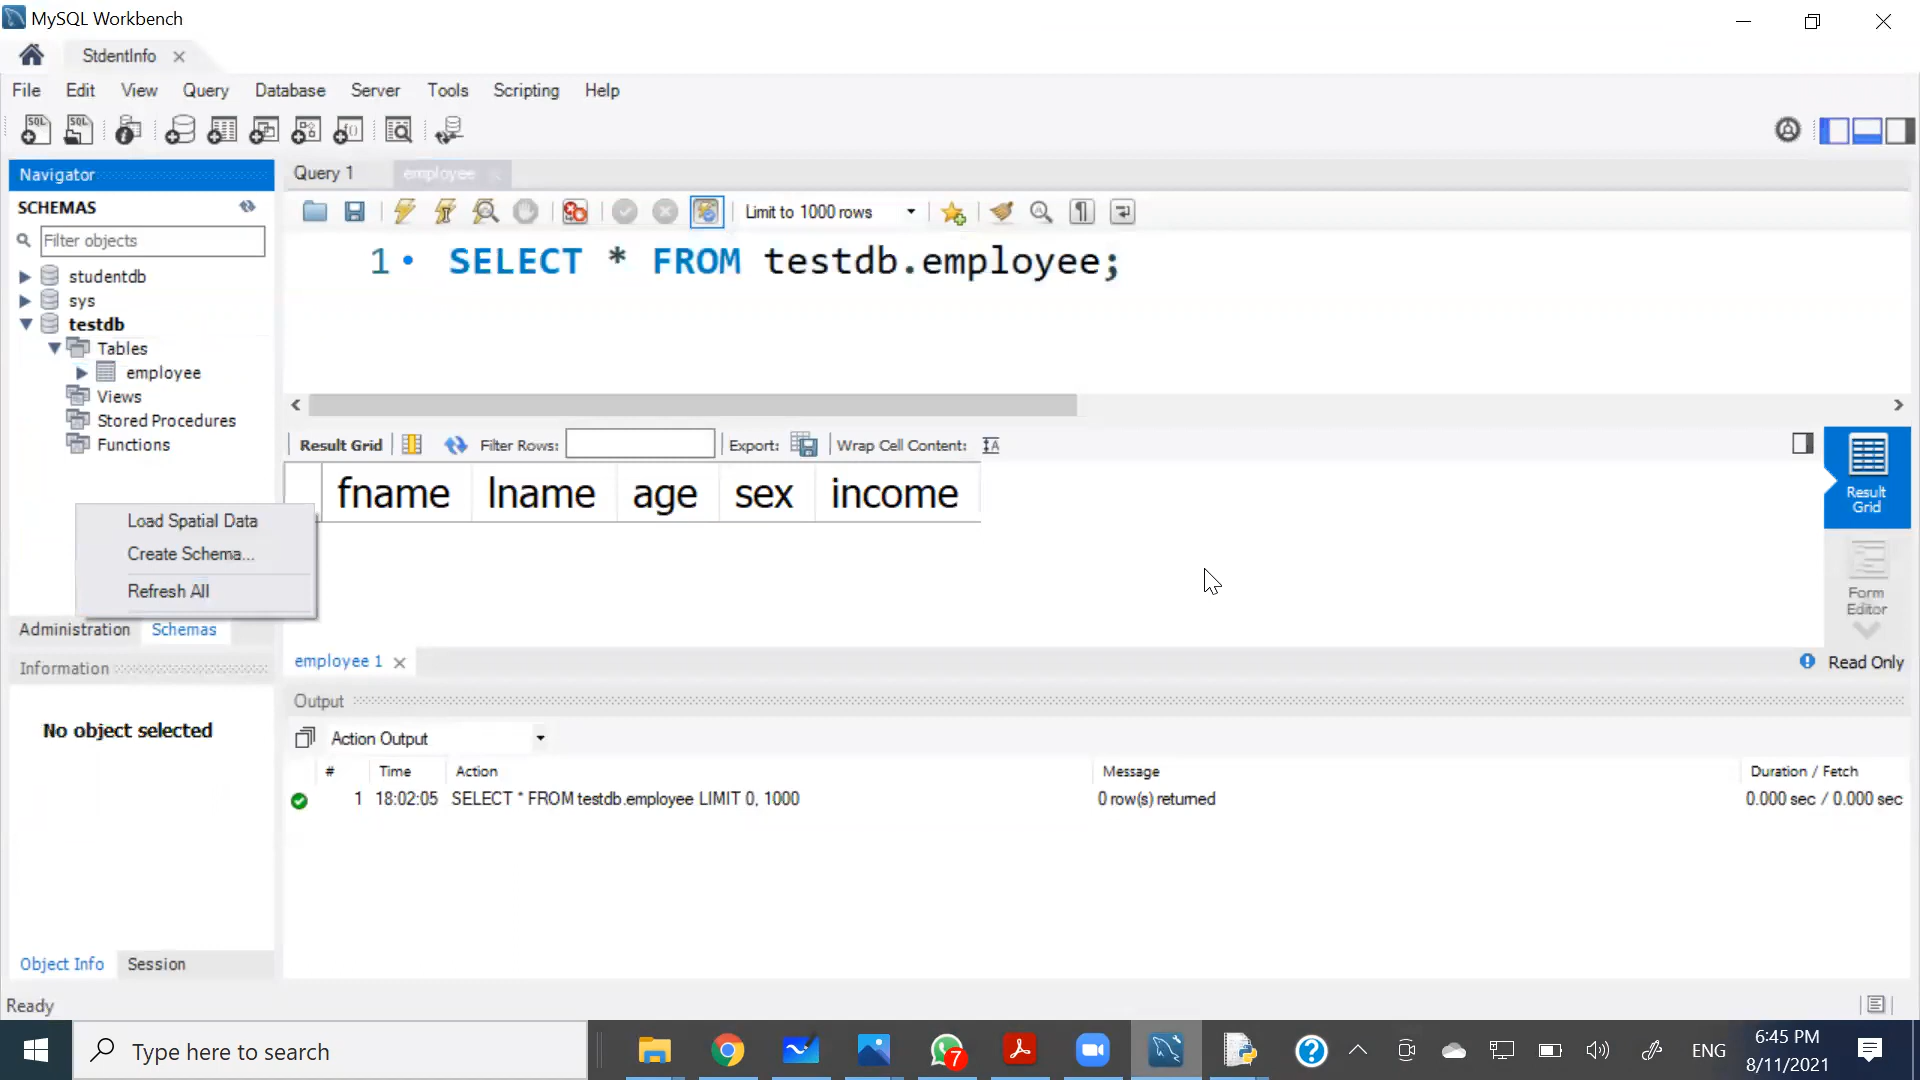 MySQL Workbench
StdentInfo
File Edit View Query Database Server Tools Scripting Help
SQL SQL
Navigator
SCHEMAS
Filter objects
studentdb
sys
testdb
Tables
employee
Views
Stored Procedures
Functions
Load Spatial Data
Create Schema...
Refresh All
Administration Schemas
Information
No object selected
Object Info Session
Query 1 employee
Limit to 1000 rows
1 SELECT * FROM testdb.employee;
Result Grid Filter Rows: Export: Wrap Cell Content:
fname lname age sex income
Result
Grid
Form
Editor
employee 1
Read Only
Output
Action Output
# Time Action Message Duration / Fetch
1 18:02:05 SELECT * FROM testdb.employee LIMIT 0, 1000 0 row(s) returned 0.000 sec / 0.000 sec
Ready
Type here to search
7
ENG
6:45 PM
8/11/2021